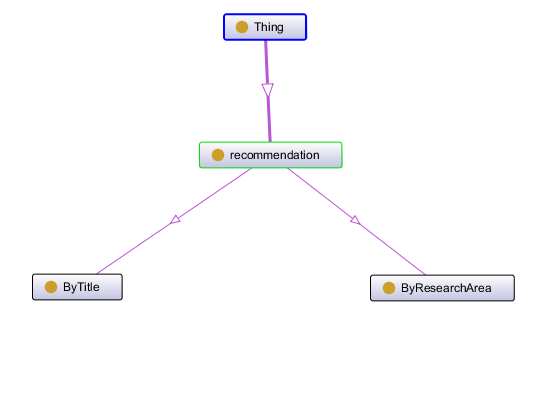 Thing
recommendation
ByTitle
ByResearchArea